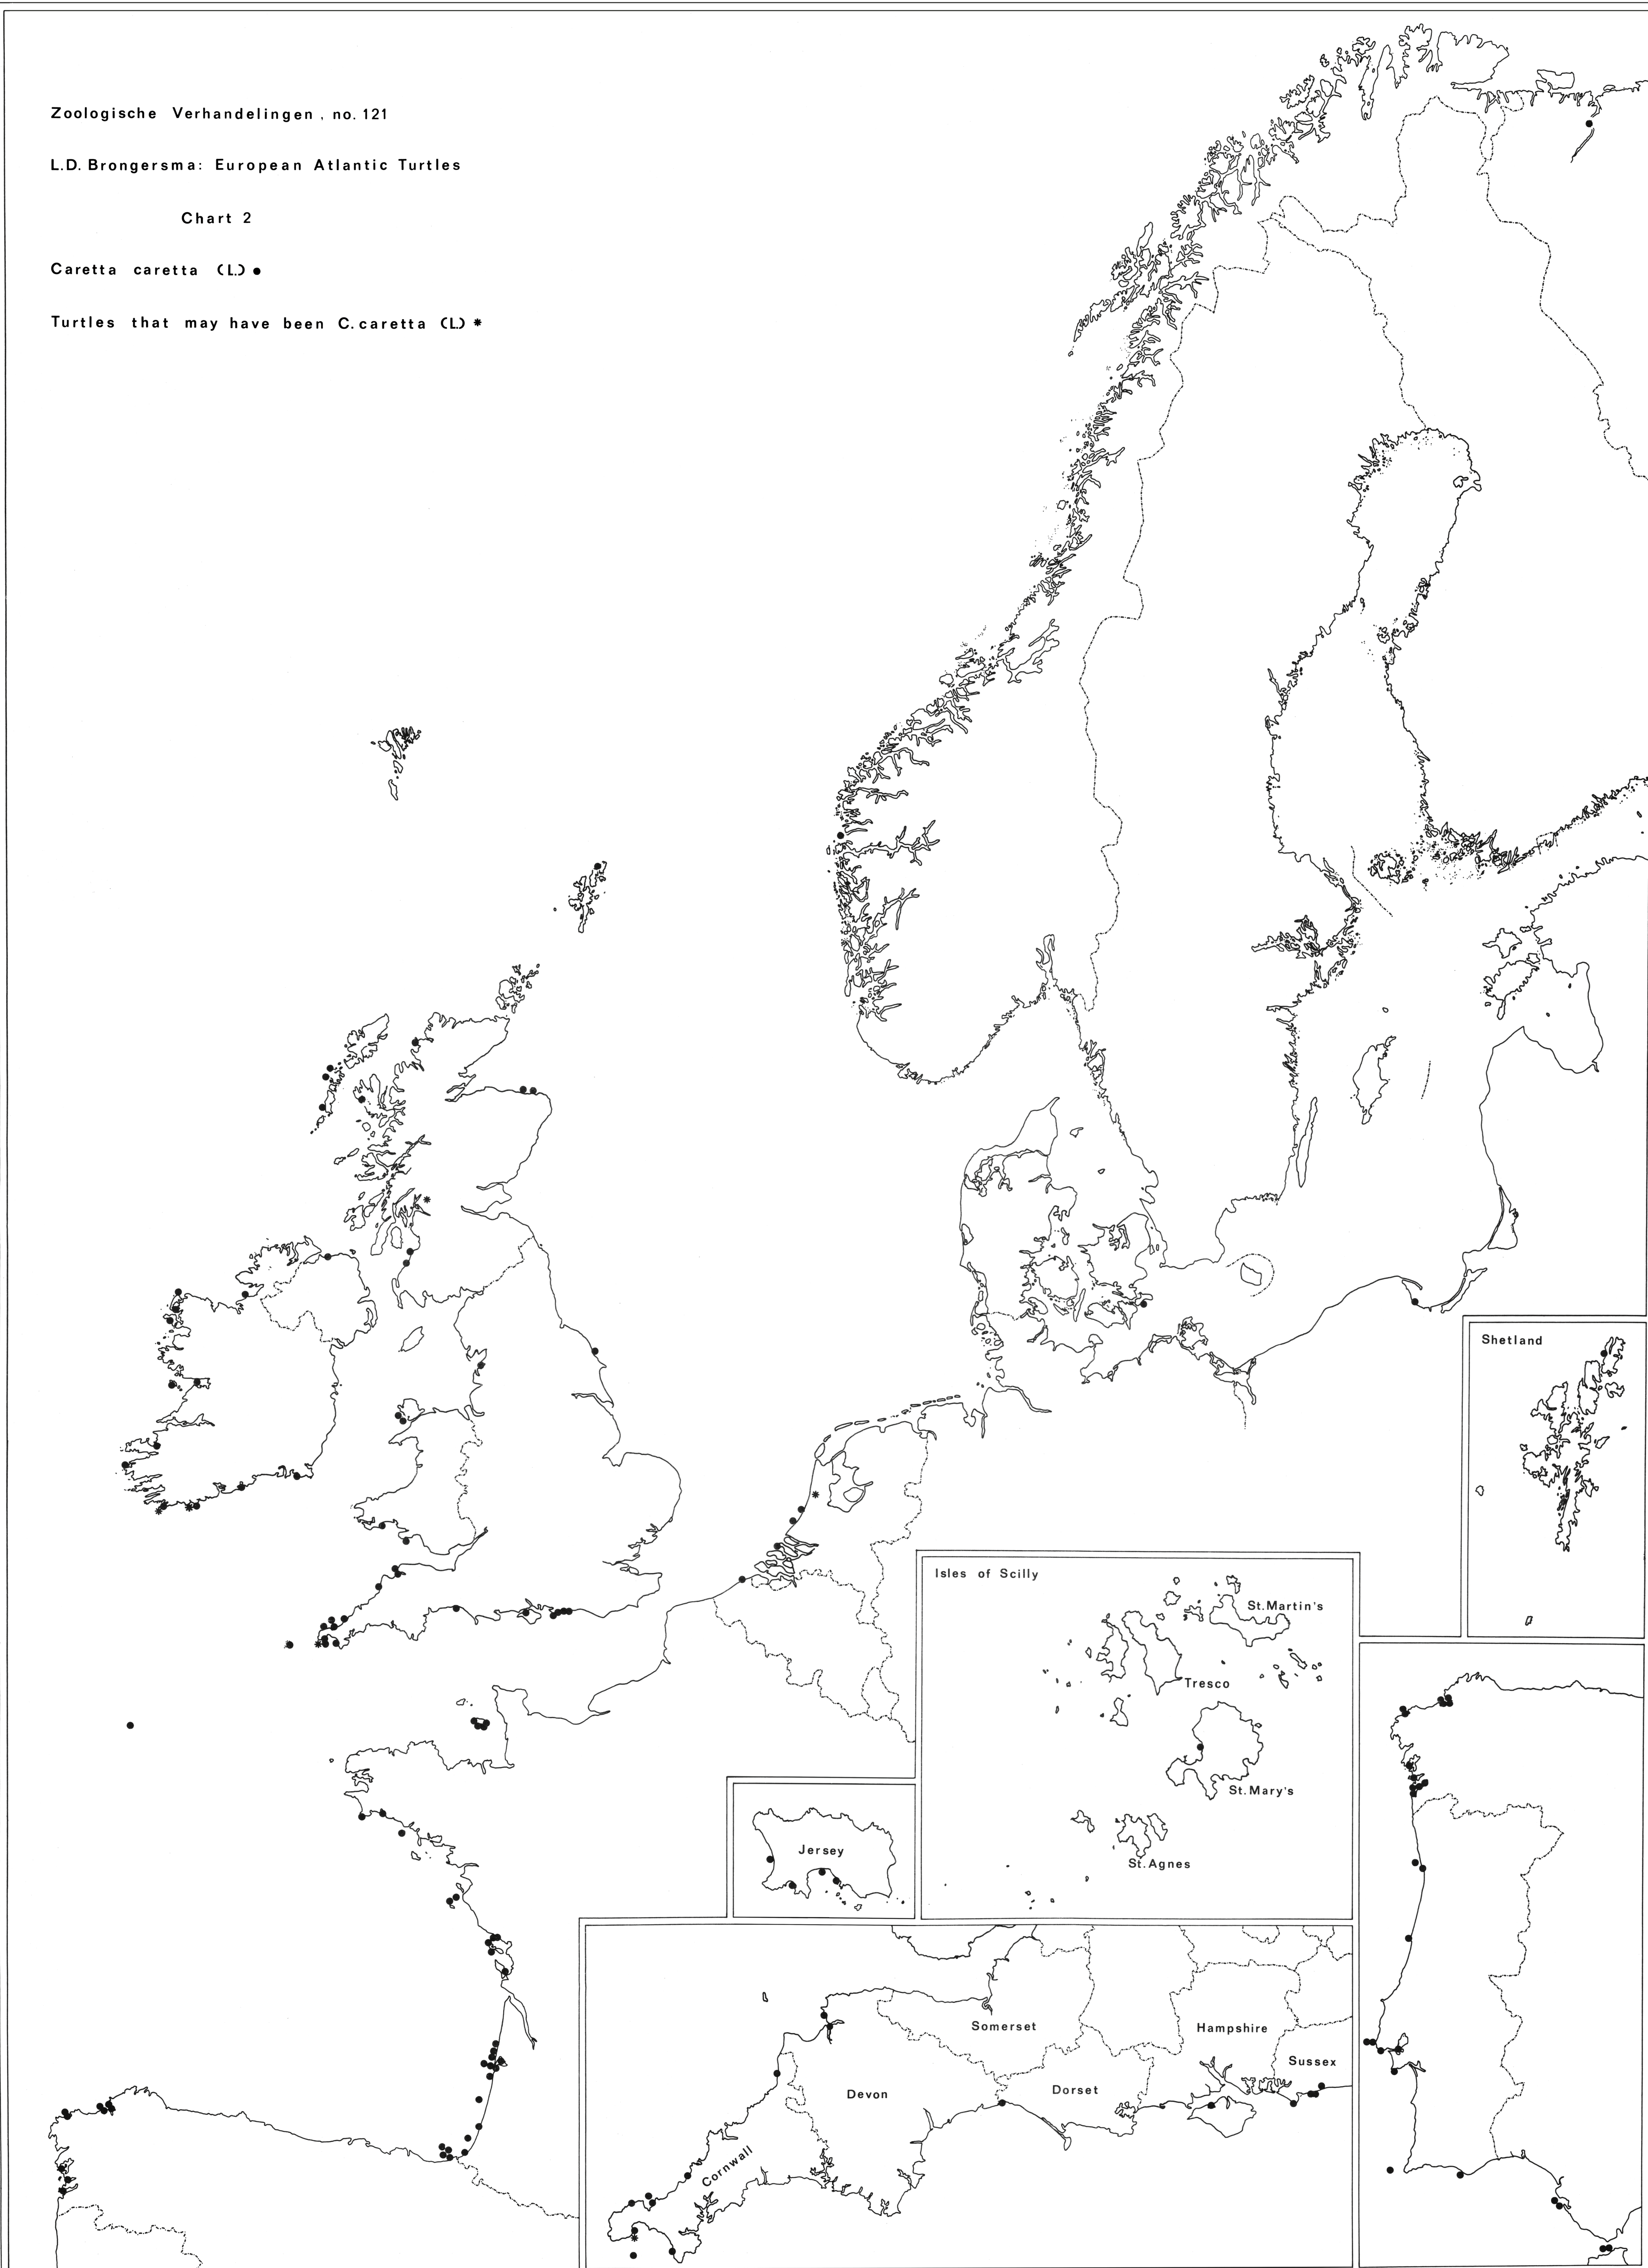 Zoologische Verhandelingen, no. 121
L.D. Brongersma: European Atlantic Turtles
Chart 2
Caretta caretta (L.) ●
Turtles that may have been C. caretta (L.) *
Shetland
Isles of Scilly
St. Martin's
Tresco
St. Mary's
St. Agnes
Jersey
Somerset
Hampshire
Sussex
Devon
Dorset
Cornwall